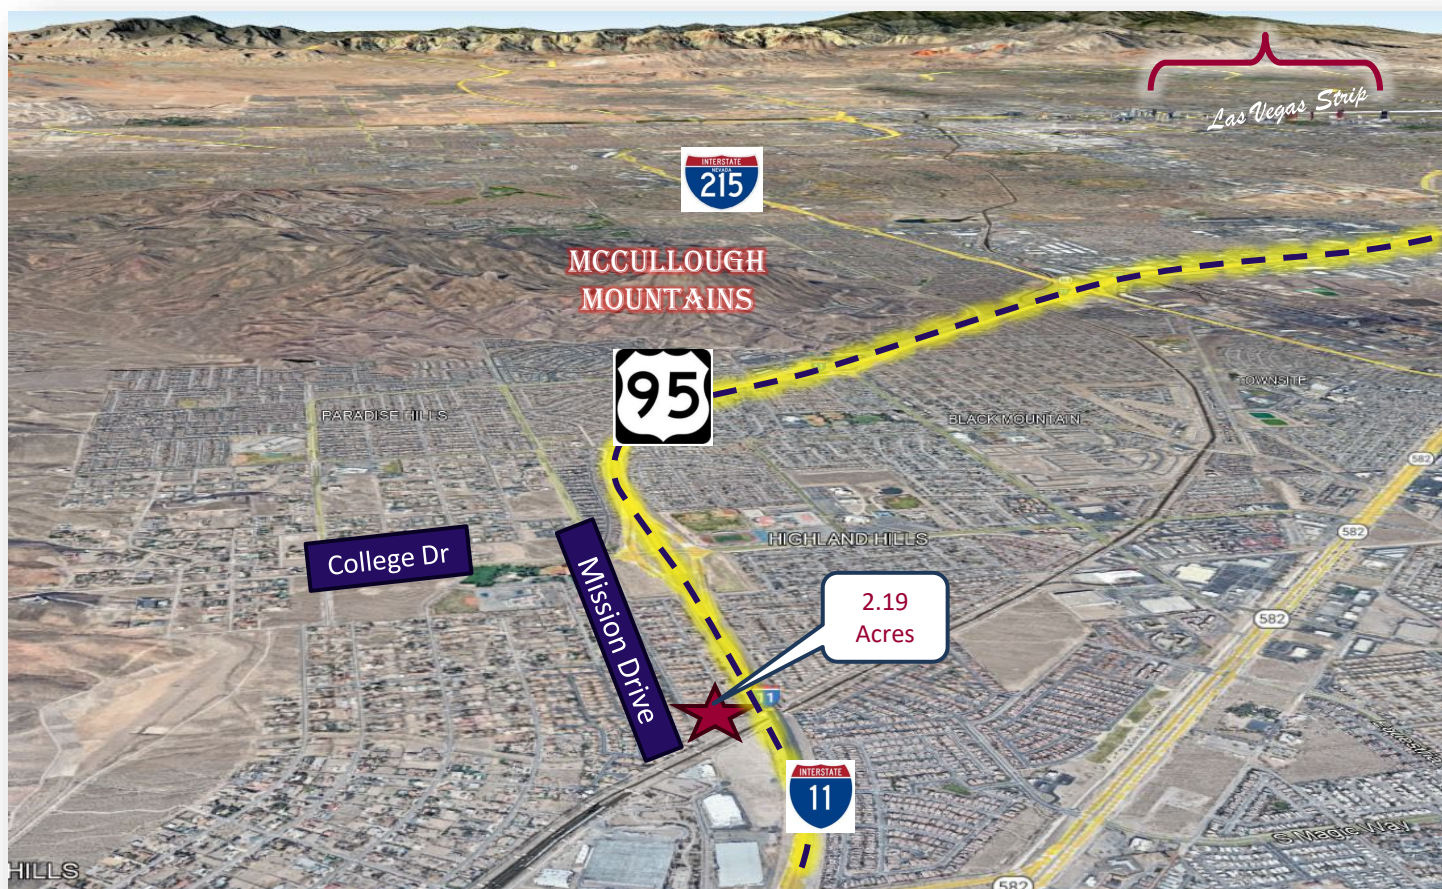 Las Vegas Strip
INTERSTATE
NEVADA
215
MCCULLOUGH
MOUNTAINS
95
TOWNSITE
PARADISE HILLS
BLACK MOUNTAIN
582
582
HIGHLAND HILLS
College Dr
Mission Drive
2.19
Acres
582
11
INTERSTATE
11
S Magic Way
HILLS
582